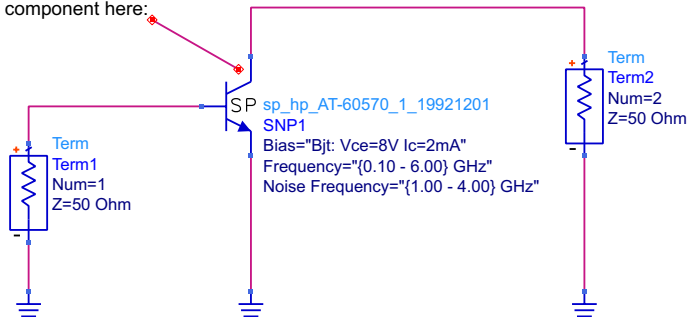 component here:
Term
Term2
Num=2
Z=50 Ohm
+
-
SP
sp_hp_AT-60570_1_19921201
SNP1
Bias="Bjt: Vce=8V Ic=2mA"
Frequency="{0.10 - 6.00} GHz"
Noise Frequency="{1.00 - 4.00} GHz"
Term
Term1
Num=1
Z=50 Ohm
+
-